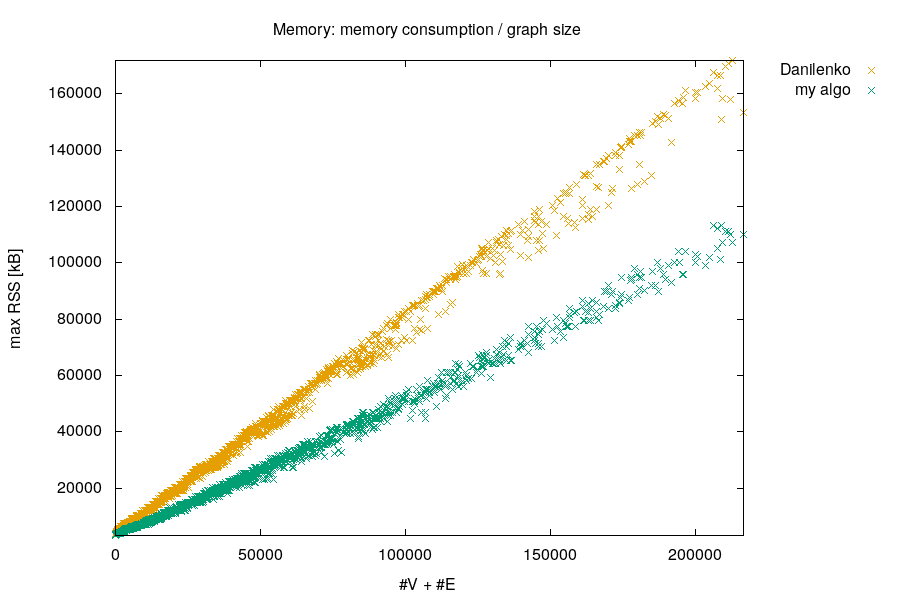 Memory: memory consumption / graph size
Danilenko
my algo
160000
140000
120000
100000
80000
60000
40000
20000
max RSS [kB]
0
50000
100000
150000
200000
#V + #E